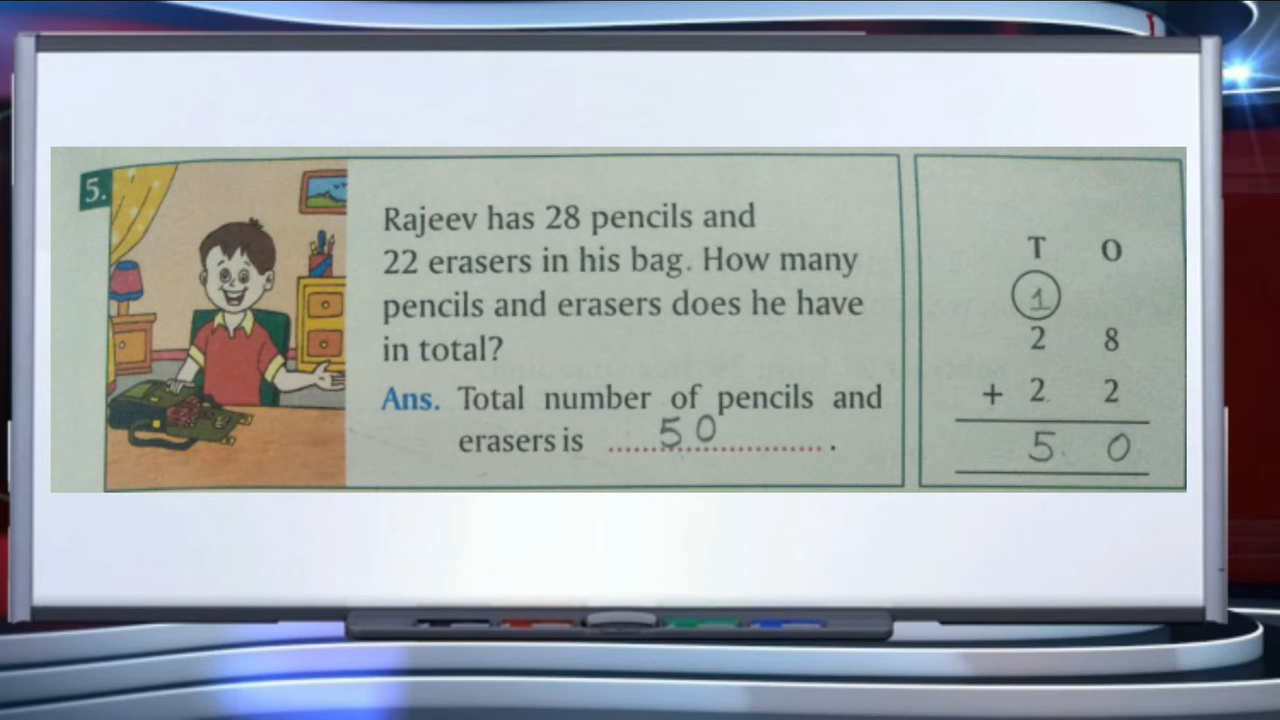 5.
Rajeev has 28 pencils and
22 erasers in his bag. How many
pencils and erasers does he have
in total?
Ans. Total number of pencils and
erasers is ....50.... .
T O
1
2 8
+ 2 2
5 0